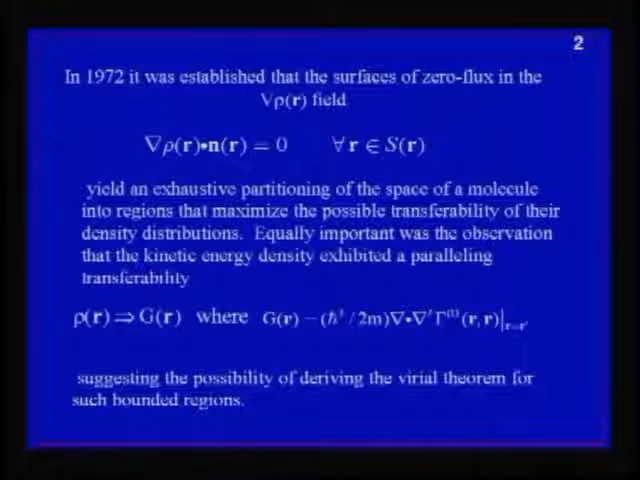 2
In 1972 it was established that the surfaces of zero-flux in the
∇ρ(r) field
∇ρ(r)•n(r) = 0 ∀ r ∈ S(r)
yield an exhaustive partitioning of the space of a molecule
into regions that maximize the possible transferability of their
density distributions. Equally important was the observation
that the kinetic energy density exhibited a paralleling
transferability
ρ(r) ⇒ G(r) where G(r) = (ħ² / 2m)∇•∇'Γ⁽¹⁾(r, r')|r=r'
suggesting the possibility of deriving the virial theorem for
such bounded regions.